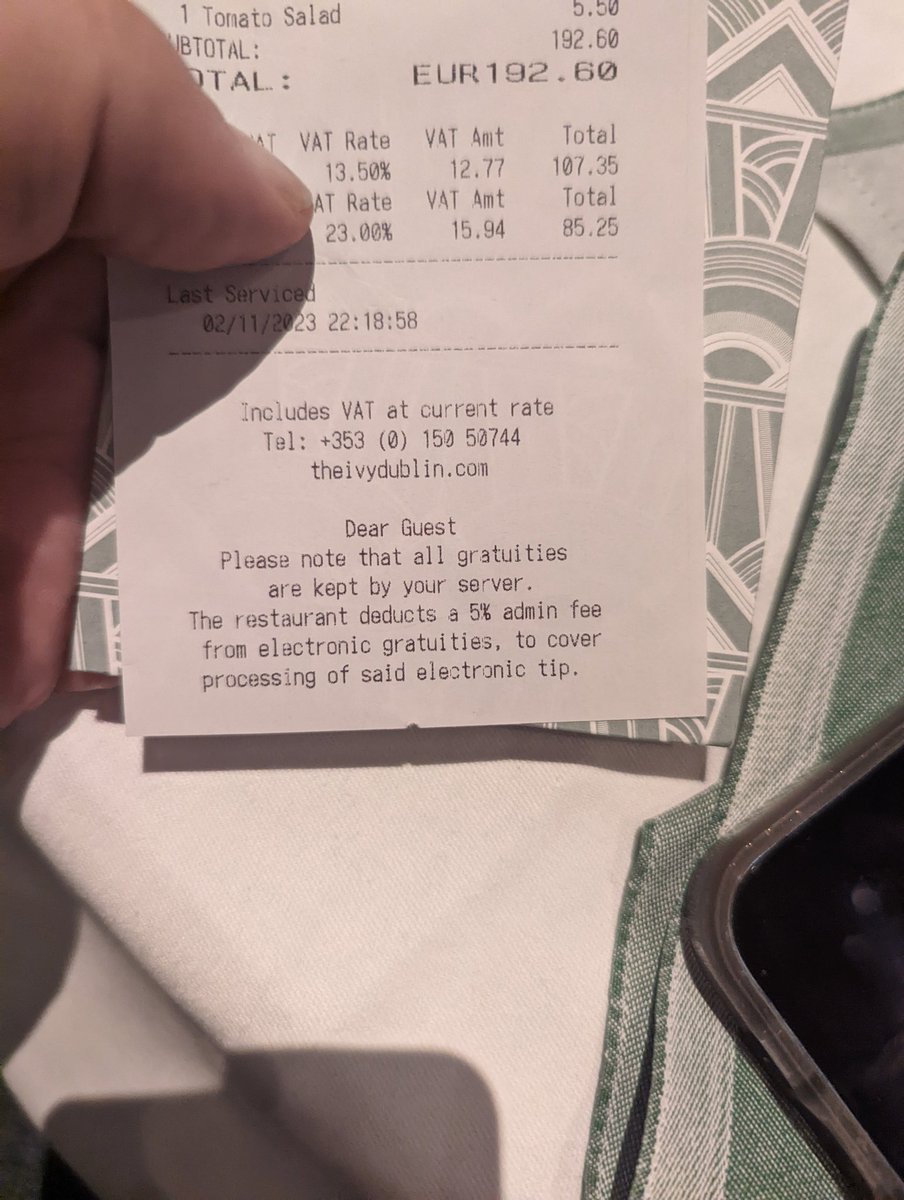 1 Tomato Salad 5.50
UBTOTAL: 192.60
OTAL: EUR192.60
AT VAT Rate VAT Amt Total
13.50% 12.77 107.35
AT Rate VAT Amt Total
23.00% 15.94 85.25
Last Serviced
02/11/2023 22:18:58
Includes VAT at current rate
Tel: +353 (0) 150 50744
theivydublin.com
Dear Guest
Please note that all gratuities
are kept by your server.
The restaurant deducts a 5% admin fee
from electronic gratuities, to cover
processing of said electronic tip.